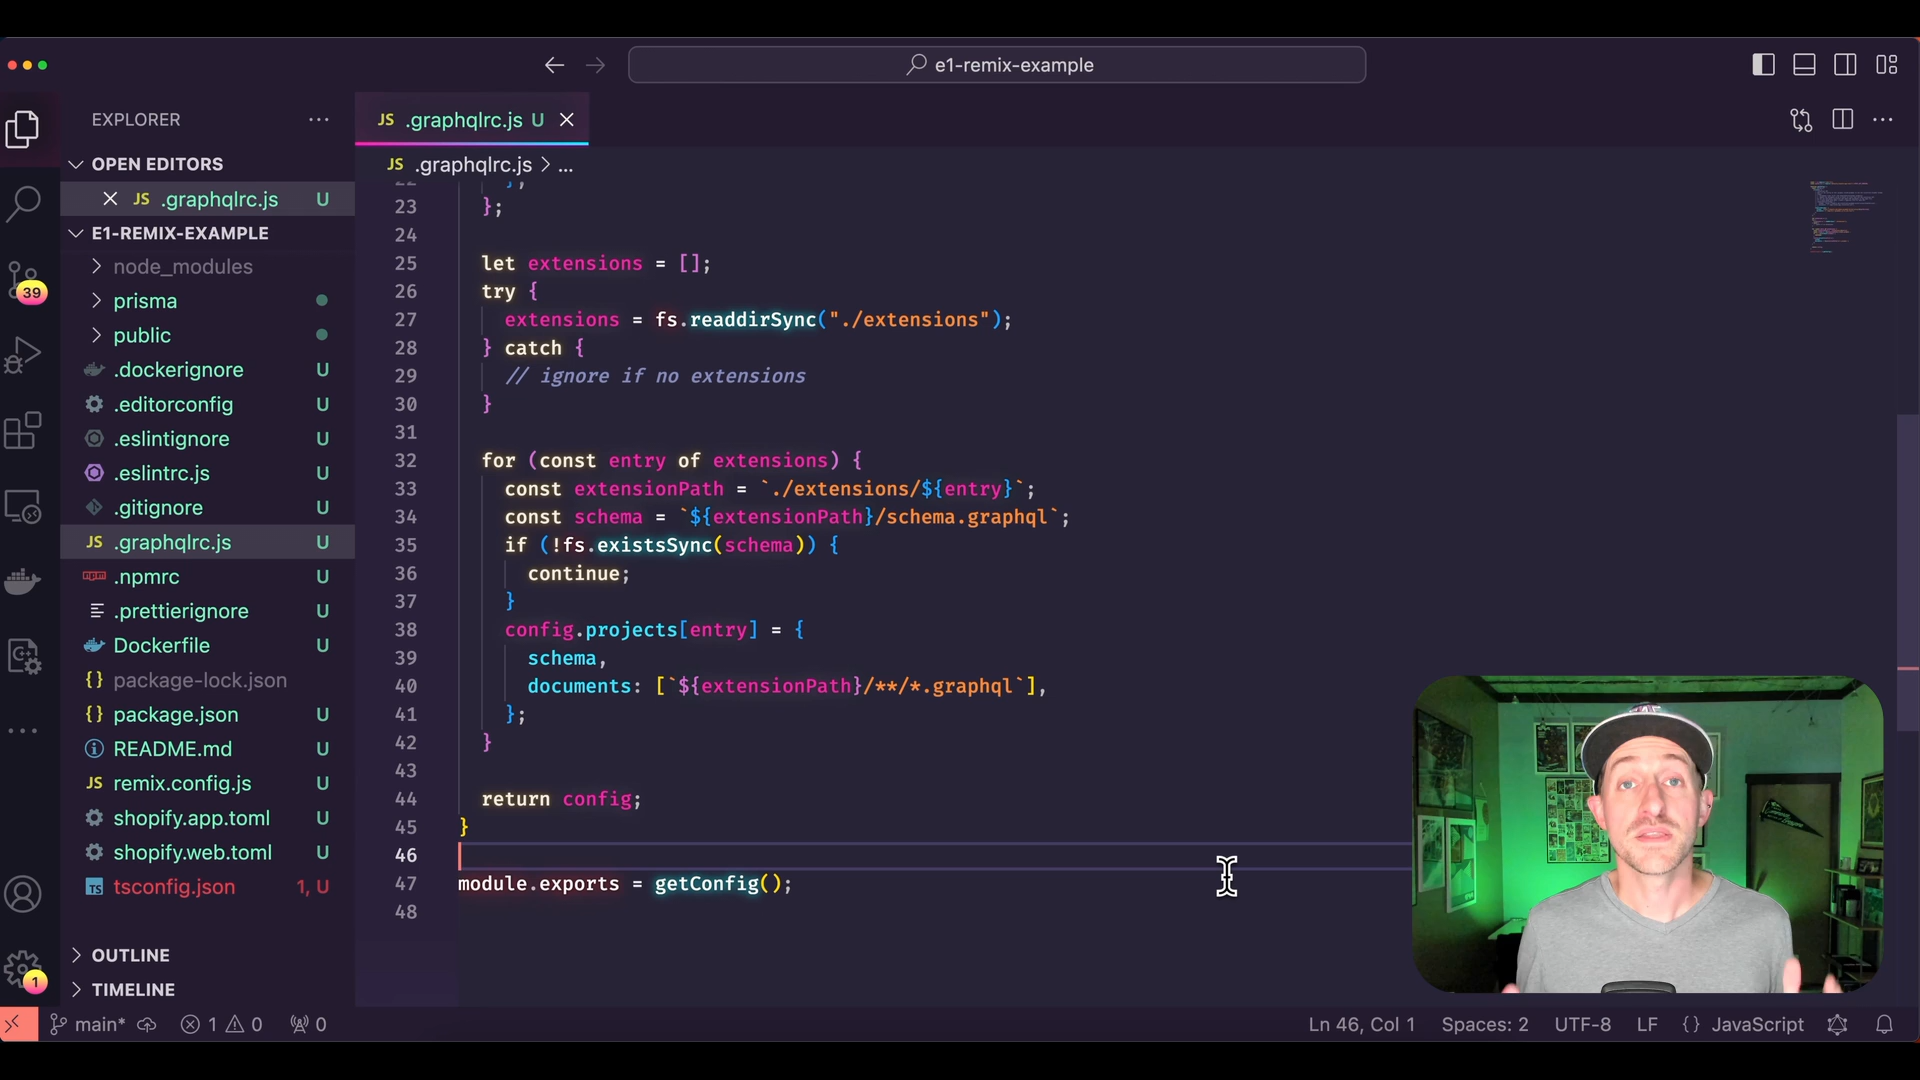 e1-remix-example
EXPLORER
OPEN EDITORS
JS .graphqlrc.js U
E1-REMIX-EXAMPLE
node_modules
prisma
public
.dockerignore U
.editorconfig U
.eslintignore U
.eslintrc.js U
.gitignore U
JS .graphqlrc.js U
.npmrc U
.prettierignore U
Dockerfile U
{} package-lock.json
{} package.json U
README.md U
JS remix.config.js U
shopify.app.toml U
shopify.web.toml U
TS tsconfig.json 1, U
OUTLINE
TIMELINE
39
1
JS .graphqlrc.js U
JS .graphqlrc.js > ...
22 };
23 };
24
25 let extensions = [];
26 try {
27 extensions = fs.readdirSync("./extensions");
28 } catch {
29 // ignore if no extensions
30 }
31
32 for (const entry of extensions) {
33 const extensionPath = `./extensions/${entry}`;
34 const schema = `${extensionPath}/schema.graphql`;
35 if (!fs.existsSync(schema)) {
36 continue;
37 }
38 config.projects[entry] = {
39 schema,
40 documents: [`${extensionPath}/**/*.graphql`],
41 };
42 }
43
44 return config;
45 }
46
47 module.exports = getConfig();
48
main* 1 0 0
Ln 46, Col 1 Spaces: 2 UTF-8 LF {} JavaScript